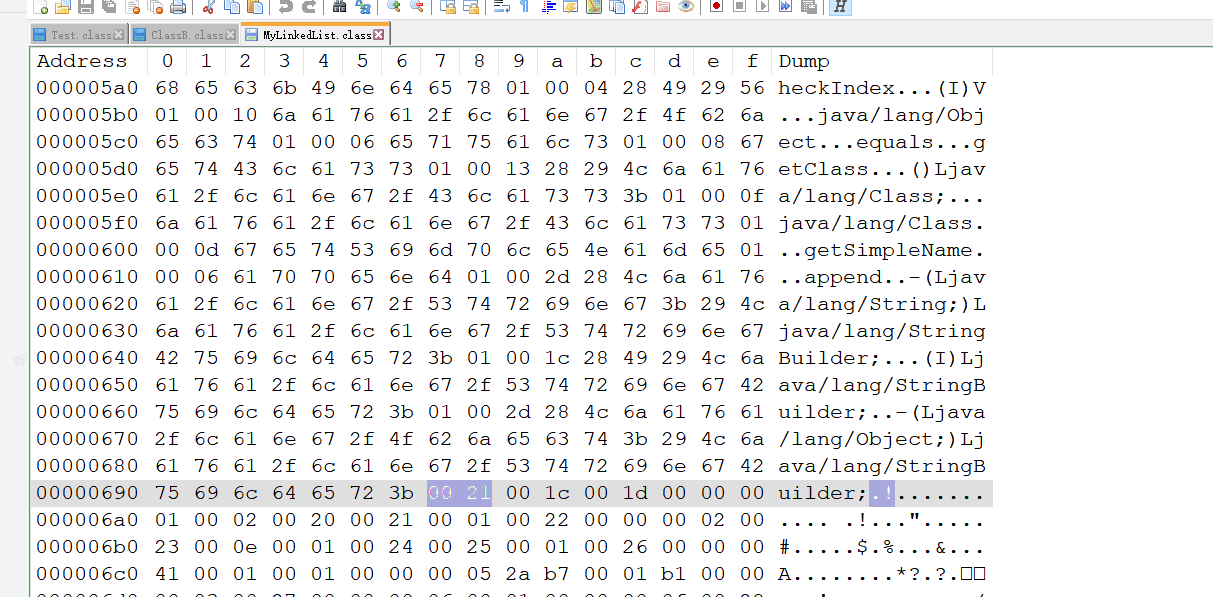 Test.class ClassB.class MyLinkedList.class
Address 0 1 2 3 4 5 6 7 8 9 a b c d e f Dump
000005a0 68 65 63 6b 49 6e 64 65 78 01 00 04 28 49 29 56 heckIndex...(I)V
000005b0 01 00 10 6a 61 76 61 2f 6c 61 6e 67 2f 4f 62 6a ...java/lang/Obj
000005c0 65 63 74 01 00 06 65 71 75 61 6c 73 01 00 08 67 ect...equals...g
000005d0 65 74 43 6c 61 73 73 01 00 13 28 29 4c 6a 61 76 etClass...()Ljav
000005e0 61 2f 6c 61 6e 67 2f 43 6c 61 73 73 3b 01 00 0f a/lang/Class;...
000005f0 6a 61 76 61 2f 6c 61 6e 67 2f 43 6c 61 73 73 01 java/lang/Class.
00000600 00 0d 67 65 74 53 69 6d 70 6c 65 4e 61 6d 65 01 ..getSimpleName.
00000610 00 06 61 70 70 65 6e 64 01 00 2d 28 4c 6a 61 76 ..append..-(Ljav
00000620 61 2f 6c 61 6e 67 2f 53 74 72 69 6e 67 3b 29 4c a/lang/String;)L
00000630 6a 61 76 61 2f 6c 61 6e 67 2f 53 74 72 69 6e 67 java/lang/String
00000640 42 75 69 6c 64 65 72 3b 01 00 1c 28 49 29 4c 6a Builder;...(I)Lj
00000650 61 76 61 2f 6c 61 6e 67 2f 53 74 72 69 6e 67 42 ava/lang/StringB
00000660 75 69 6c 64 65 72 3b 01 00 2d 28 4c 6a 61 76 61 uilder;..-(Ljava
00000670 2f 6c 61 6e 67 2f 4f 62 6a 65 63 74 3b 29 4c 6a /lang/Object;)Lj
00000680 61 76 61 2f 6c 61 6e 67 2f 53 74 72 69 6e 67 42 ava/lang/StringB
00000690 75 69 6c 64 65 72 3b 00 21 00 1c 00 1d 00 00 00 uilder;.!.......
000006a0 01 00 02 00 20 00 21 00 01 00 22 00 00 00 02 00 .... .!...".....
000006b0 23 00 0e 00 01 00 24 00 25 00 01 00 26 00 00 00 #.....$.%...&...
000006c0 41 00 01 00 01 00 00 00 05 2a b7 00 01 b1 00 00 A........*?.?.□□